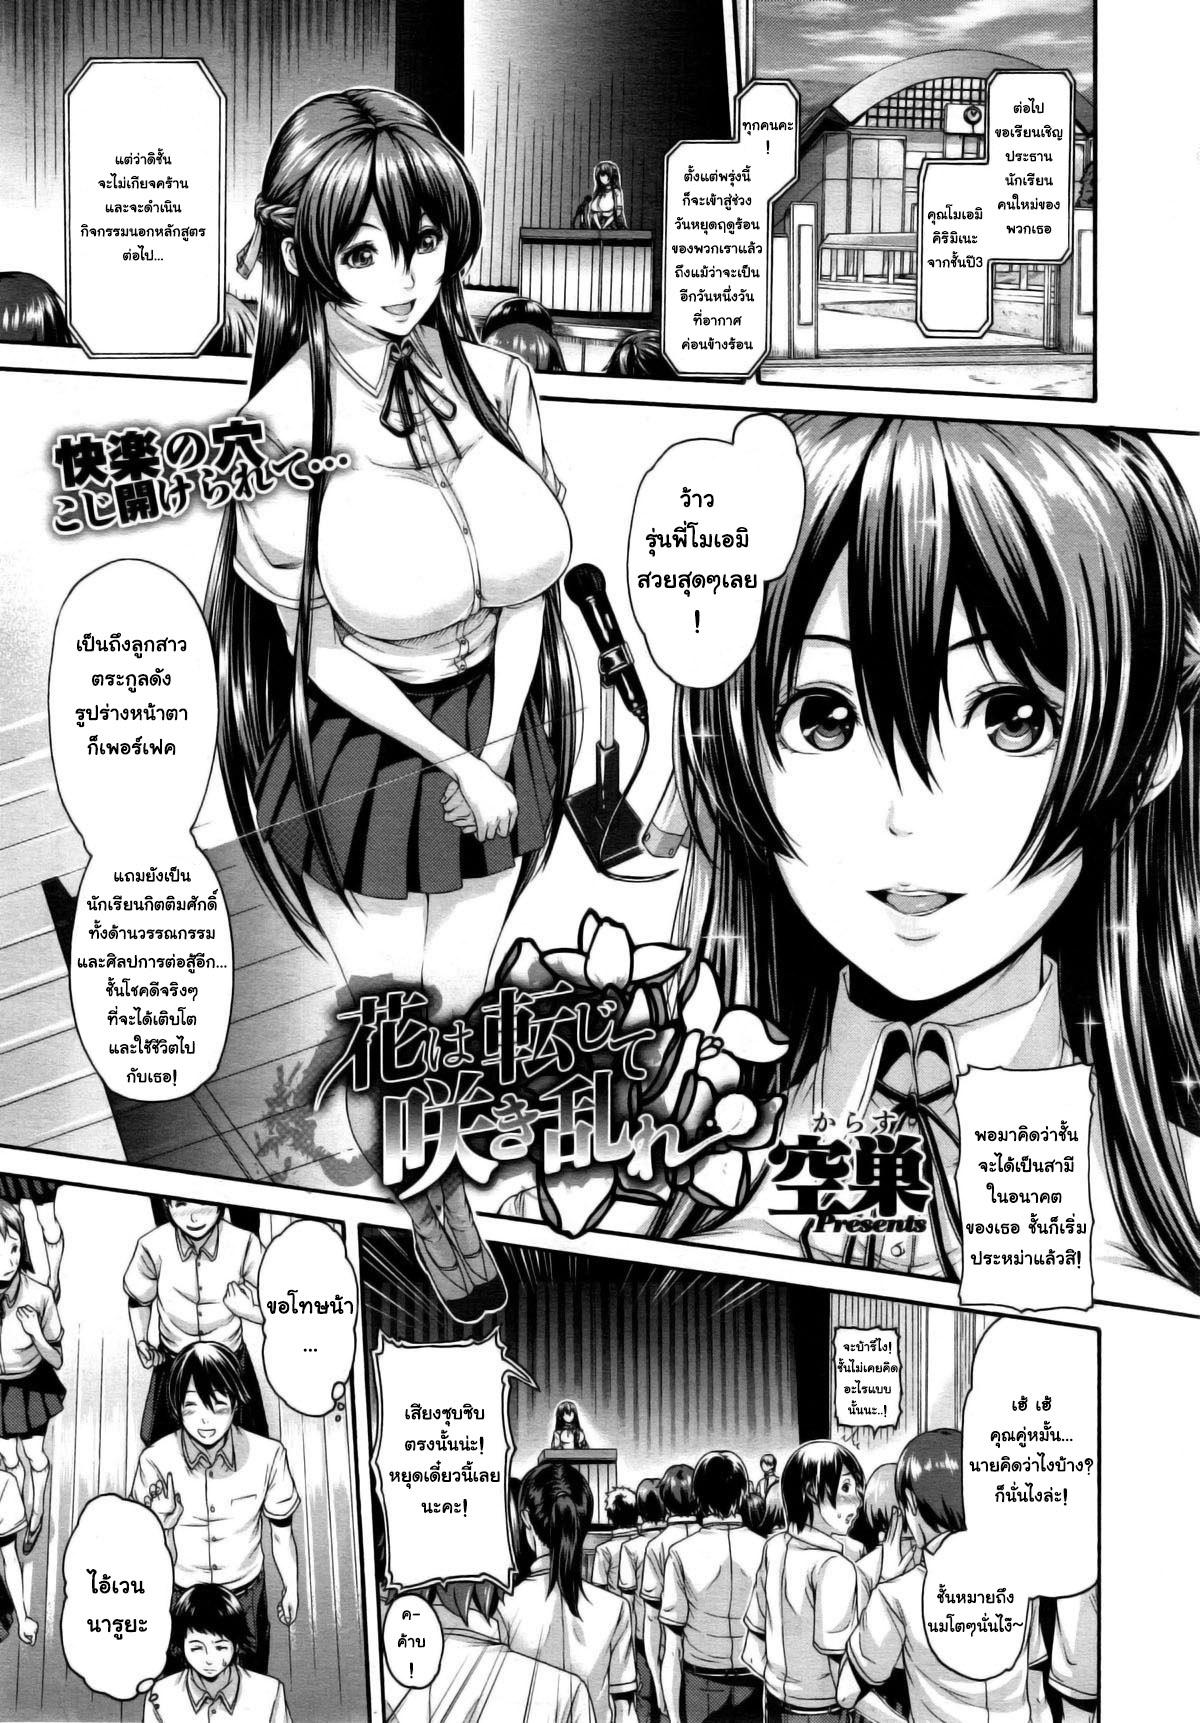 ต่อไป
ขอเรียนเชิญ
ประธาน
นักเรียน
คนใหม่ของ
พวกเธอ
คุณโมเอมิ
คิริมิเนะ
จากชั้นปี3
ทุกคนคะ
!
ตั้งแต่พรุ่งนี้
ก็จะเข้าสู่ช่วง
วันหยุดฤดูร้อน
ของพวกเราแล้ว
ถึงแม้ว่าจะเป็น
อีกวันหนึ่งวัน
ที่อากาศ
ค่อนข้างร้อน
แต่ว่าดิชั้น
จะไม่เกียจคร้าน
และจะดำเนิน
กิจกรรมนอกหลักสูตร
ต่อไป...
快楽の穴
こじ開けられて…
ว้าว
รุ่นพี่โมเอมิ
สวยสุดๆเลย
!
เป็นถึงลูกสาว
ตระกูลดัง
รูปร่างหน้าตา
ก็เพอร์เฟค
แถมยังเป็น
นักเรียนกิตติมศักดิ์
ทั้งด้านวรรณกรรม
และศิลปการต่อสู้อีก...
ชั้นโชคดีจริงๆ
ที่จะได้เติบโต
และใช้ชีวิตไป
กับเธอ!
花は転じて
咲き乱れ
からす
空巣
Presents
พอมาคิดว่าชั้น
จะได้เป็นสามี
ในอนาคต
ของเธอ ชั้นก็เริ่ม
ประหม่าแล้วสิ!
เฮ้ เฮ้
คุณคู่หมั้น...
นายคิดว่าไงบ้าง?
ก็นั่นไงล่ะ!
ชั้นหมายถึง
นมโตๆนั่นไง๊~
จะบ้ารึไง!
ชั้นไม่เคยคิด
อะไรแบบ
นั้นนะ..!
เสียงซุบซิบ
ตรงนั้นน่ะ!
หยุดเดี๋ยวนี้เลย
นะคะ!
ค-
ค้าบ
!
ขอโทษน้า
...
ไอ้เวน
นารูยะ